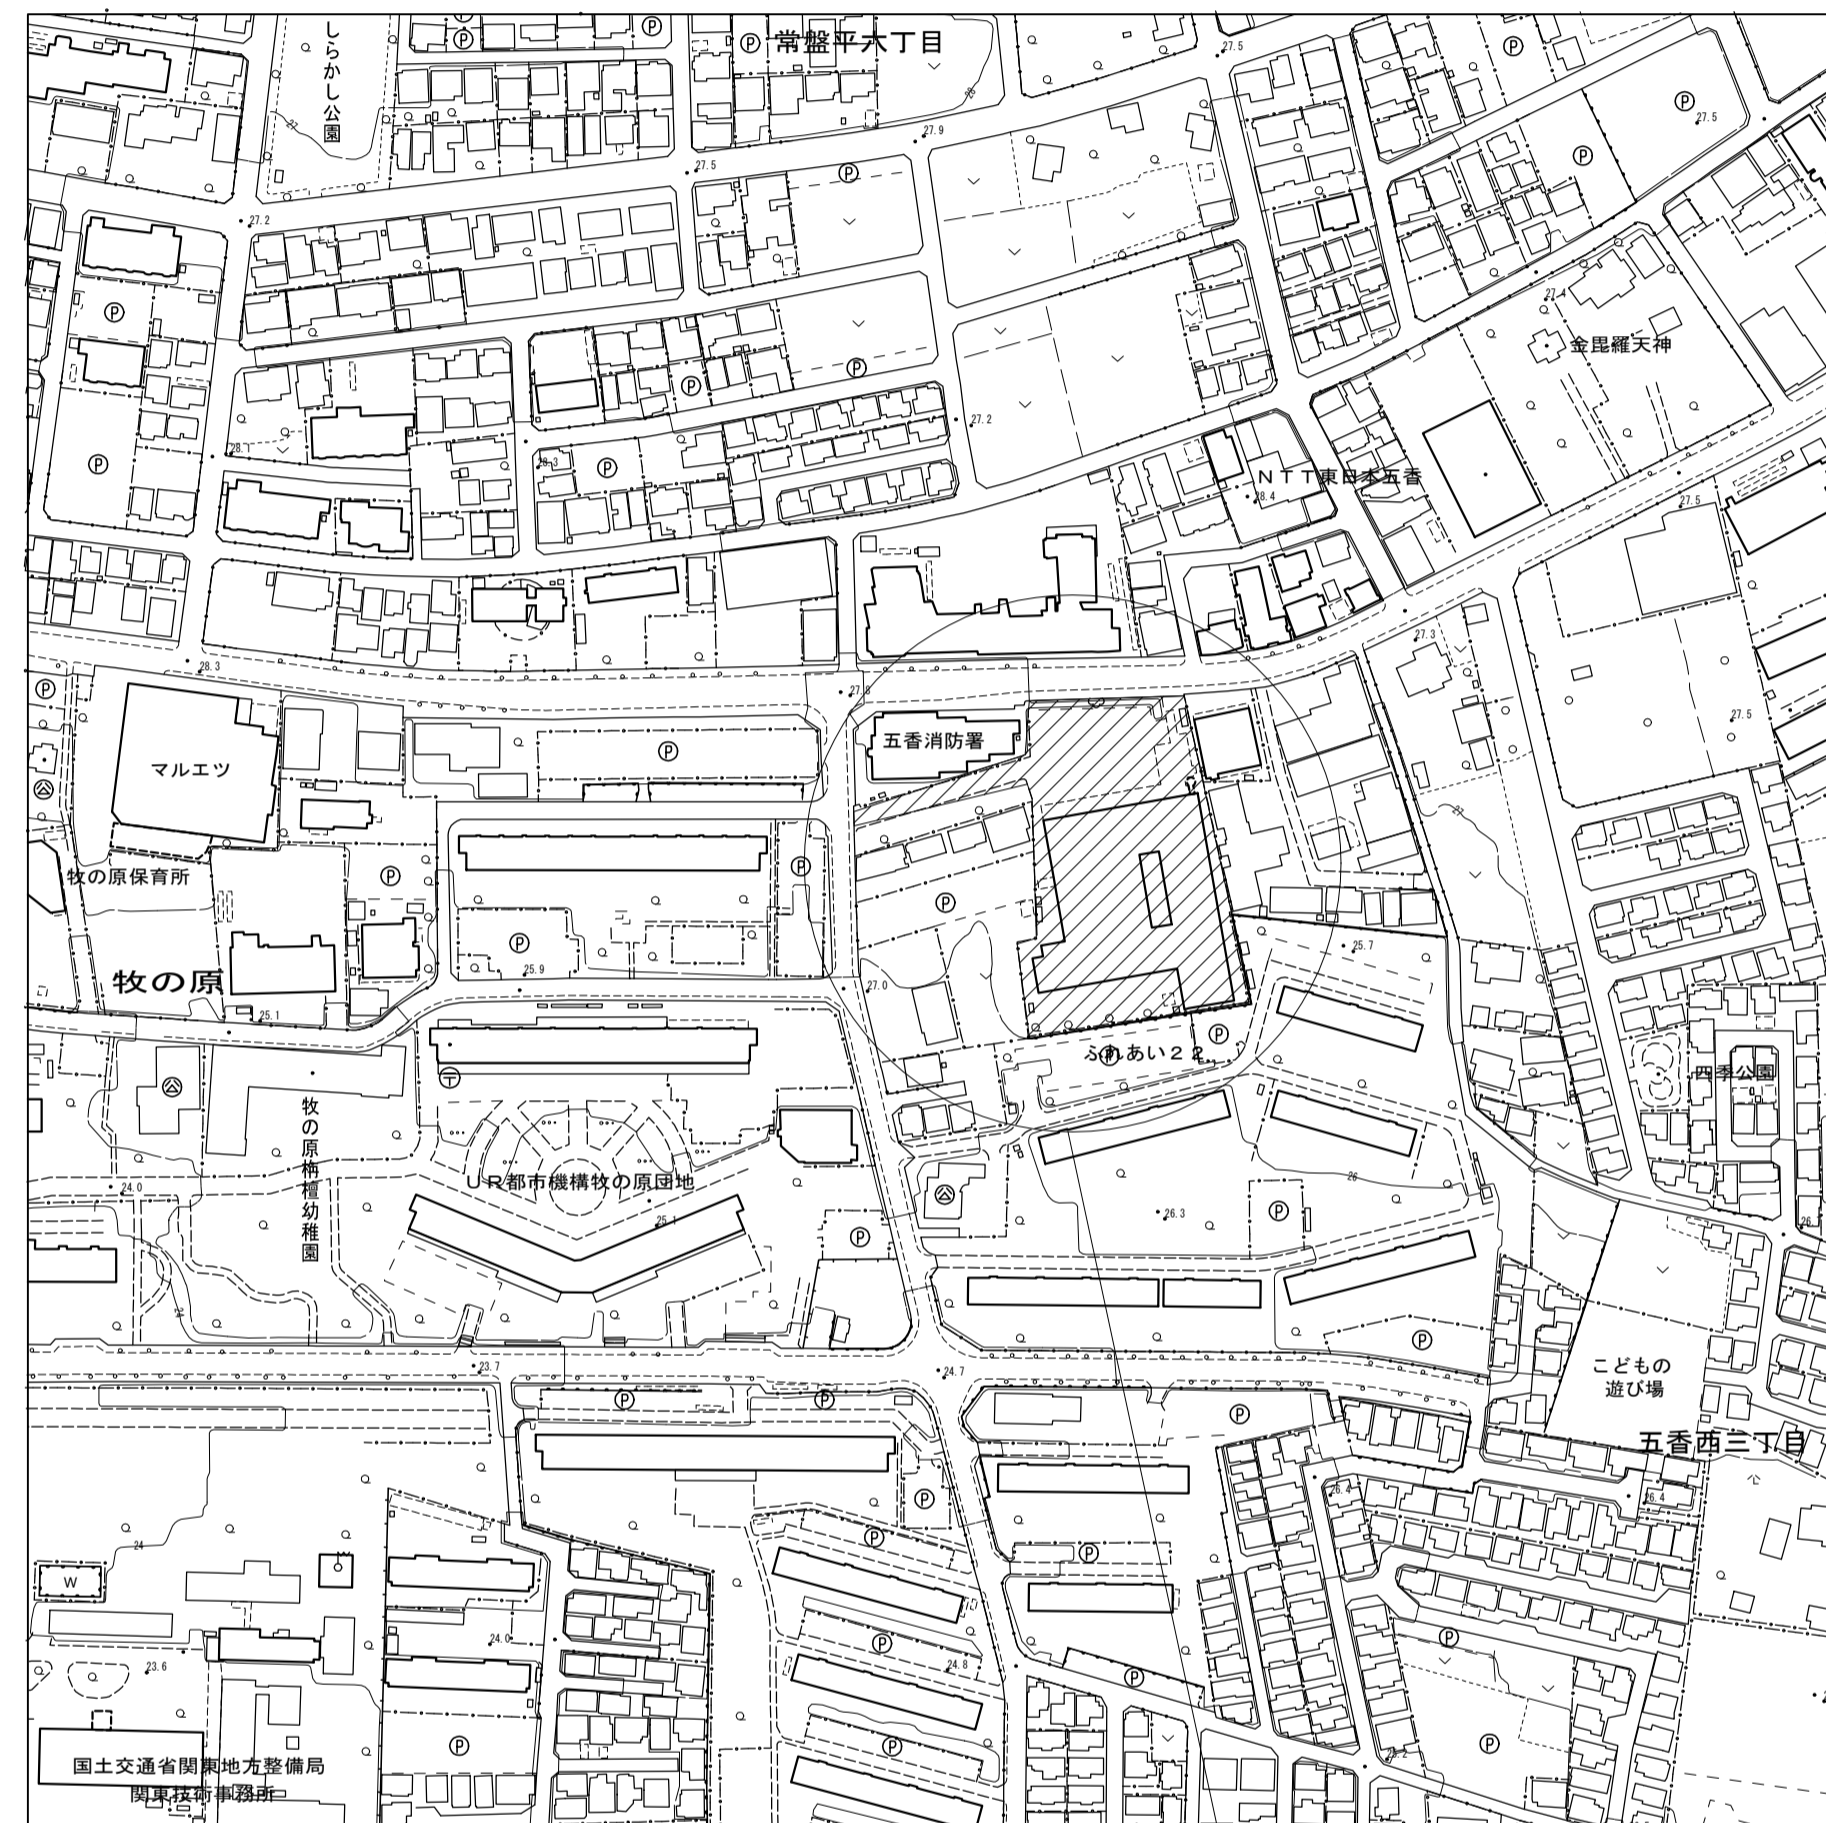 しらかし公園
常盤平六丁目
27.5
27.9
27.5
27.5
27.2
27.4
金毘羅天神
27.2
28.1
28.3
NTT東日本五香
28.4
27.5
27.3
28.3
27.8
27.5
五香消防署
マルエツ
27
牧の原保育所
25.7
牧の原
25.9
27.0
25.1
ふれあい22
四季公園
牧の原栴檀幼稚園
24.0
UR都市機構牧の原団地
25.1
26
26.3
24
23.7
24.7
こどもの
遊び場
五香西三丁目
26.4
26.4
24
W
24.0
23.6
24.8
国土交通省関東地方整備局
関東技術事務所